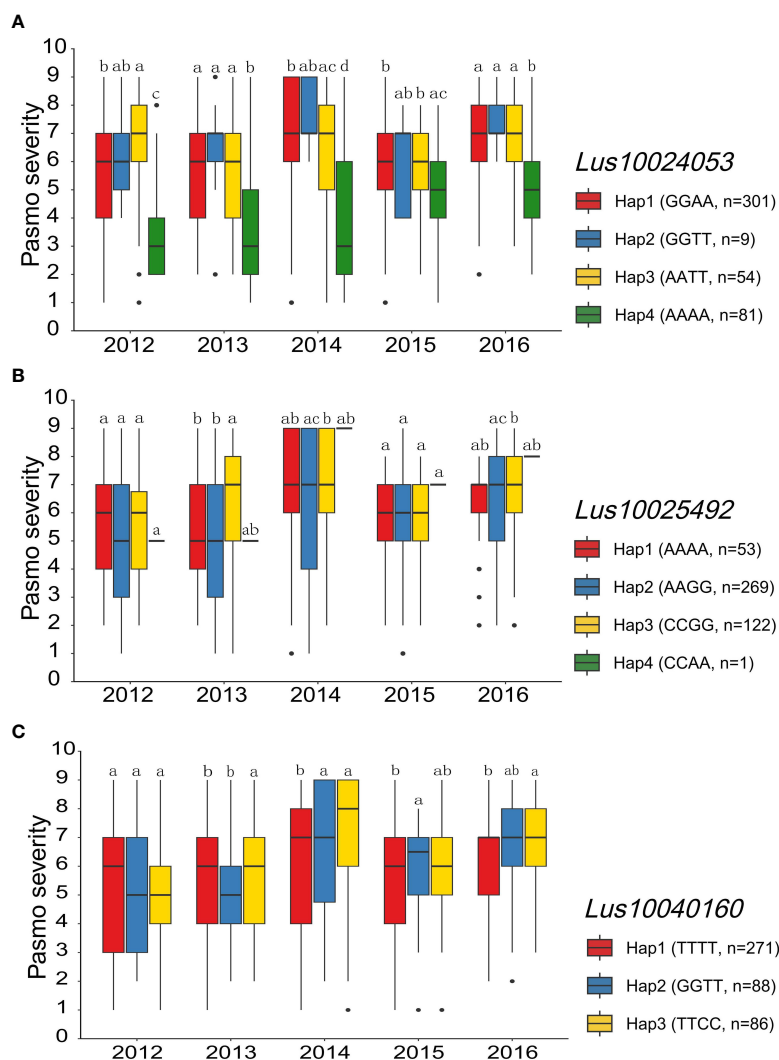 A
Pasmo severity
10
9
8
7
6
5
4
3
2
1
0
b ab a c
a a a b
b ab ac d
b ab b ac
a a a b
2012 2013 2014 2015 2016
Lus10024053
Hap1 (GGAA, n=301)
Hap2 (GGTT, n=9)
Hap3 (AATT, n=54)
Hap4 (AAAA, n=81)
B
Pasmo severity
10
9
8
7
6
5
4
3
2
1
0
a a a a
b b a ab
ab ac b ab
a a a a
ab ac b ab
2012 2013 2014 2015 2016
Lus10025492
Hap1 (AAAA, n=53)
Hap2 (AAGG, n=269)
Hap3 (CCGG, n=122)
Hap4 (CCAA, n=1)
C
Pasmo severity
10
9
8
7
6
5
4
3
2
1
0
a a a
b b a
b a a
b a ab
b ab a
2012 2013 2014 2015 2016
Lus10040160
Hap1 (TTTT, n=271)
Hap2 (GGTT, n=88)
Hap3 (TTCC, n=86)